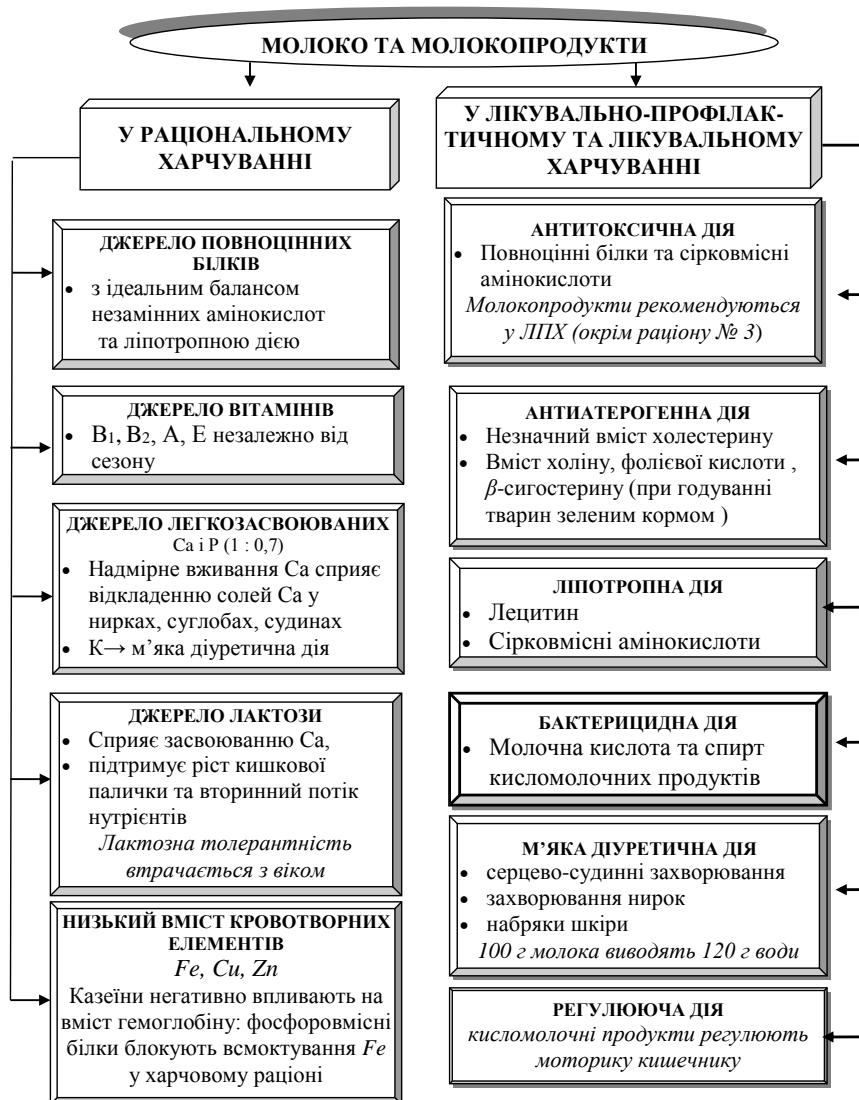 МОЛОКО ТА МОЛОКОПРОДУКТИ
У РАЦІОНАЛЬНОМУ
ХАРЧУВАННІ
ДЖЕРЕЛО ПОВНОЦІННИХ
БІЛКІВ
• з ідеальним балансом
незамінних амінокислот
та ліпотропною дією
ДЖЕРЕЛО ВІТАМІНІВ
• В₁, В₂, А, Е незалежно від
сезону
ДЖЕРЕЛО ЛЕГКОЗАСВОЮВАНИХ
Са і Р (1 : 0,7)
• Надмірне вживання Са сприяє
відкладенню солей Са у
нирках, суглобах, судинах
• К→ м’яка діуретична дія
ДЖЕРЕЛО ЛАКТОЗИ
• Сприяє засвоюванню Са,
• підтримує ріст кишкової
палички та вторинний потік
нутрієнтів
Лактозна толерантність
втрачається з віком
НИЗЬКИЙ ВМІСТ КРОВОТВОРНИХ
ЕЛЕМЕНТІВ
Fe, Cu, Zn
Казеїни негативно впливають на
вміст гемоглобіну: фосфоровмісні
білки блокують всмоктування Fe
у харчовому раціоні
У ЛІКУВАЛЬНО-ПРОФІЛАК-
ТИЧНОМУ ТА ЛІКУВАЛЬНОМУ
ХАРЧУВАННІ
АНТИТОКСИЧНА ДІЯ
• Повноцінні білки та сірковмісні
амінокислоти
Молокопродукти рекомендуються
у ЛПХ (окрім раціону № 3)
АНТИАТЕРОГЕННА ДІЯ
• Незначний вміст холестерину
• Вміст холіну, фолієвої кислоти ,
β-сигостерину (при годуванні
тварин зеленим кормом )
ЛІПОТРОПНА ДІЯ
• Лецитин
• Сірковмісні амінокислоти
БАКТЕРИЦИДНА ДІЯ
• Молочна кислота та спирт
кисломолочних продуктів
М’ЯКА ДІУРЕТИЧНА ДІЯ
• серцево-судинні захворювання
• захворювання нирок
• набряки шкіри
100 г молока виводять 120 г води
РЕГУЛЮЮЧА ДІЯ
кисломолочні продукти регулюють
моторику кишечнику